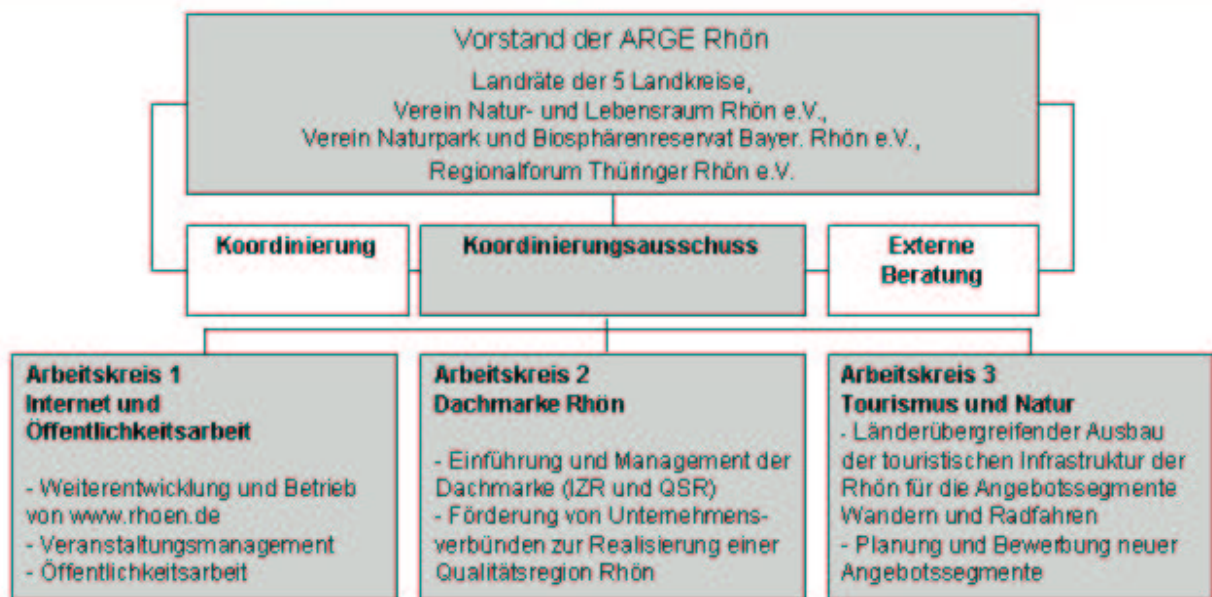 Vorstand der ARGE Rhön
Landräte der 5 Landkreise,
Verein Natur- und Lebensraum Rhön e.V.,
Verein Naturpark und Biosphärenreservat Bayer. Rhön e.V.,
Regionalforum Thüringer Rhön e.V.
Koordinierung
Koordinierungsausschuss
Externe
Beratung
Arbeitskreis 1
Internet und
Öffentlichkeitsarbeit
- Weiterentwicklung und Betrieb
von www.rhoen.de
- Veranstaltungsmanagement
- Öffentlichkeitsarbeit
Arbeitskreis 2
Dachmarke Rhön
- Einführung und Management der
Dachmarke (IZR und QSR)
- Förderung von Unternehmens-
verbünden zur Realisierung einer
Qualitätsregion Rhön
Arbeitskreis 3
Tourismus und Natur
- Länderübergreifender Ausbau
der touristischen Infrastruktur der
Rhön für die Angebotssegmente
Wandern und Radfahren
- Planung und Bewerbung neuer
Angebotssegmente